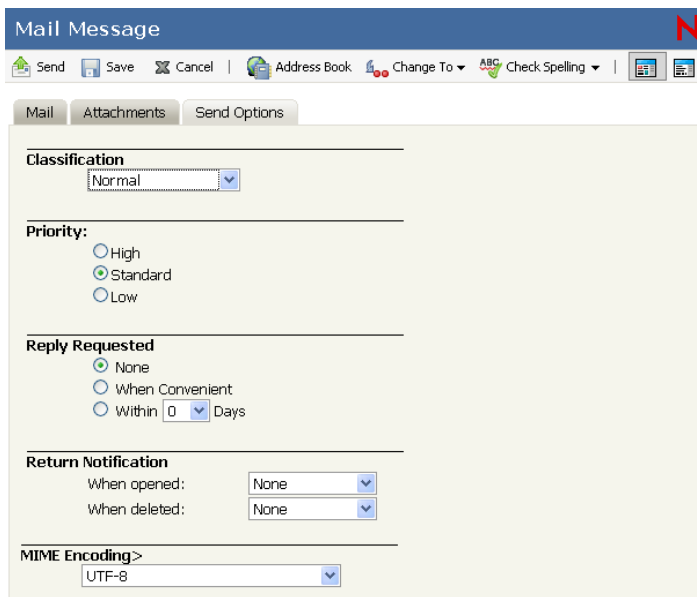 Mail Message
N
Send Save Cancel | Address Book Change To ABC Check Spelling |
Mail Attachments Send Options
Classification
Normal
Priority:
High
Standard
Low
Reply Requested
None
When Convenient
Within 0 Days
Return Notification
When opened: None
When deleted: None
MIME Encoding>
UTF-8